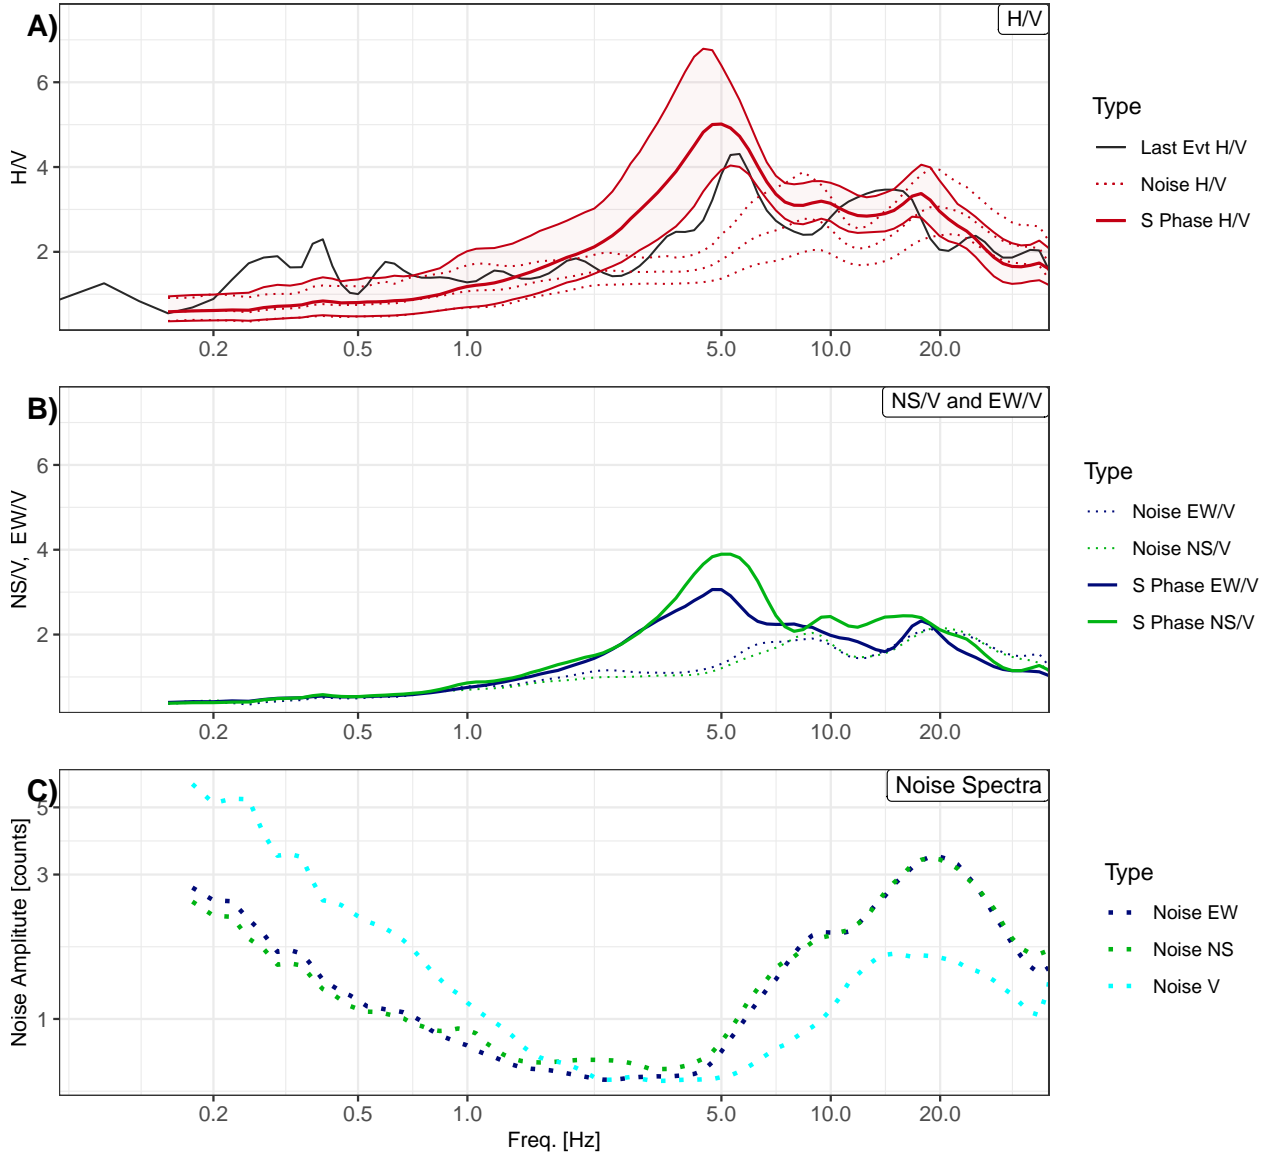 A)
H/V
6
4
2
H/V
0.2 0.5 1.0 5.0 10.0 20.0
Type
Last Evt H/V
Noise H/V
S Phase H/V
B)
NS/V and EW/V
6
4
2
NS/V, EW/V
0.2 0.5 1.0 5.0 10.0 20.0
Type
Noise EW/V
Noise NS/V
S Phase EW/V
S Phase NS/V
C)
Noise Spectra
5
3
1
Noise Amplitude [counts]
0.2 0.5 1.0 5.0 10.0 20.0
Freq. [Hz]
Type
Noise EW
Noise NS
Noise V